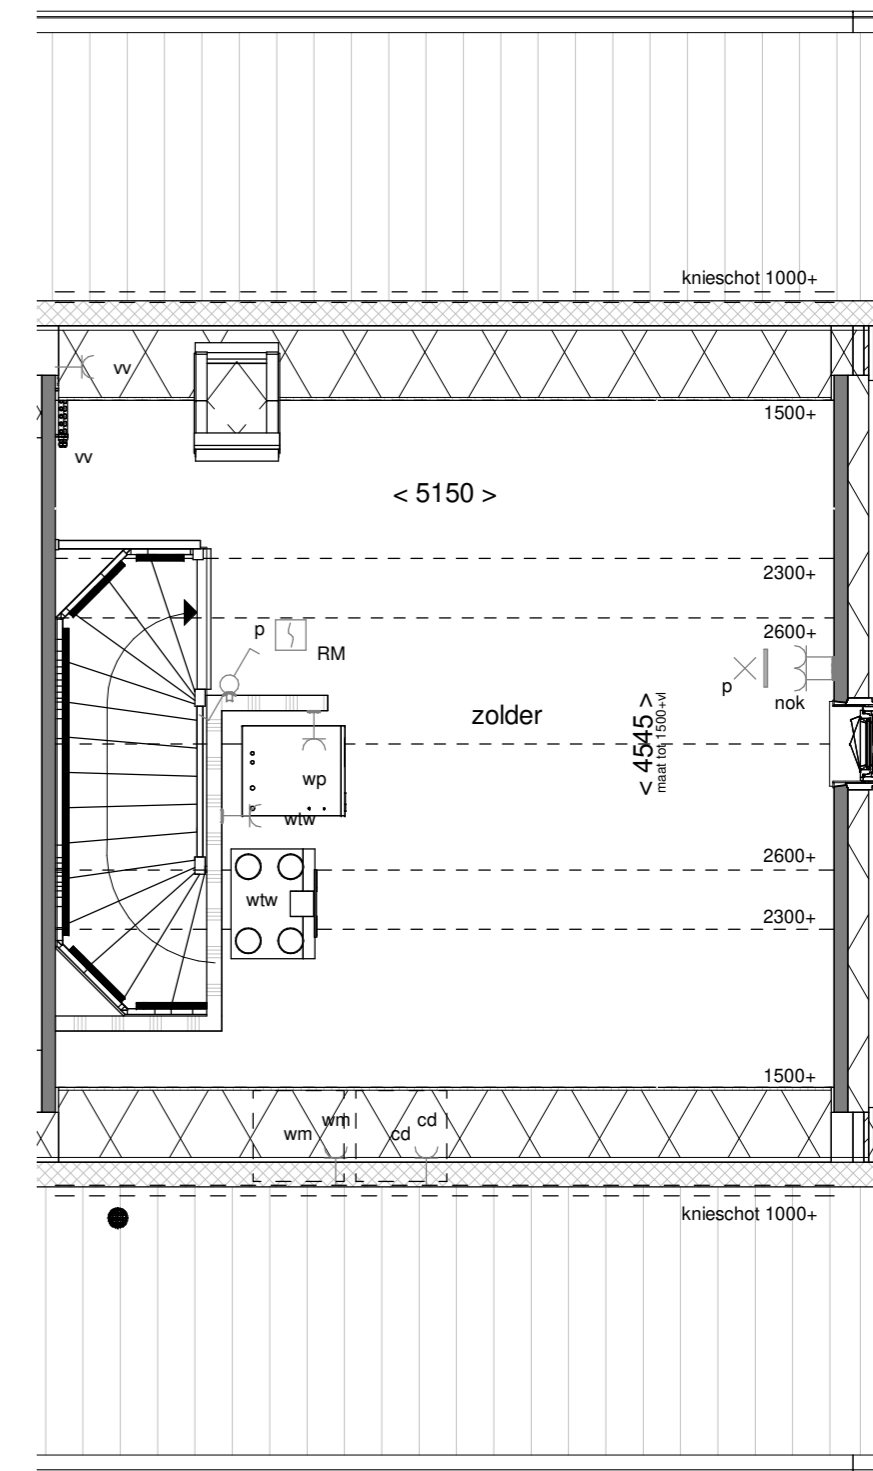 knieschot 1000+
vv
1500+
vv
< 5150 >
2300+
p
2600+
RM
p
nok
zolder
< 4545 >
maat tot 1500+vl
wp
wtw
2600+
wtw
2300+
1500+
wm
cd
wm
cd
knieschot 1000+